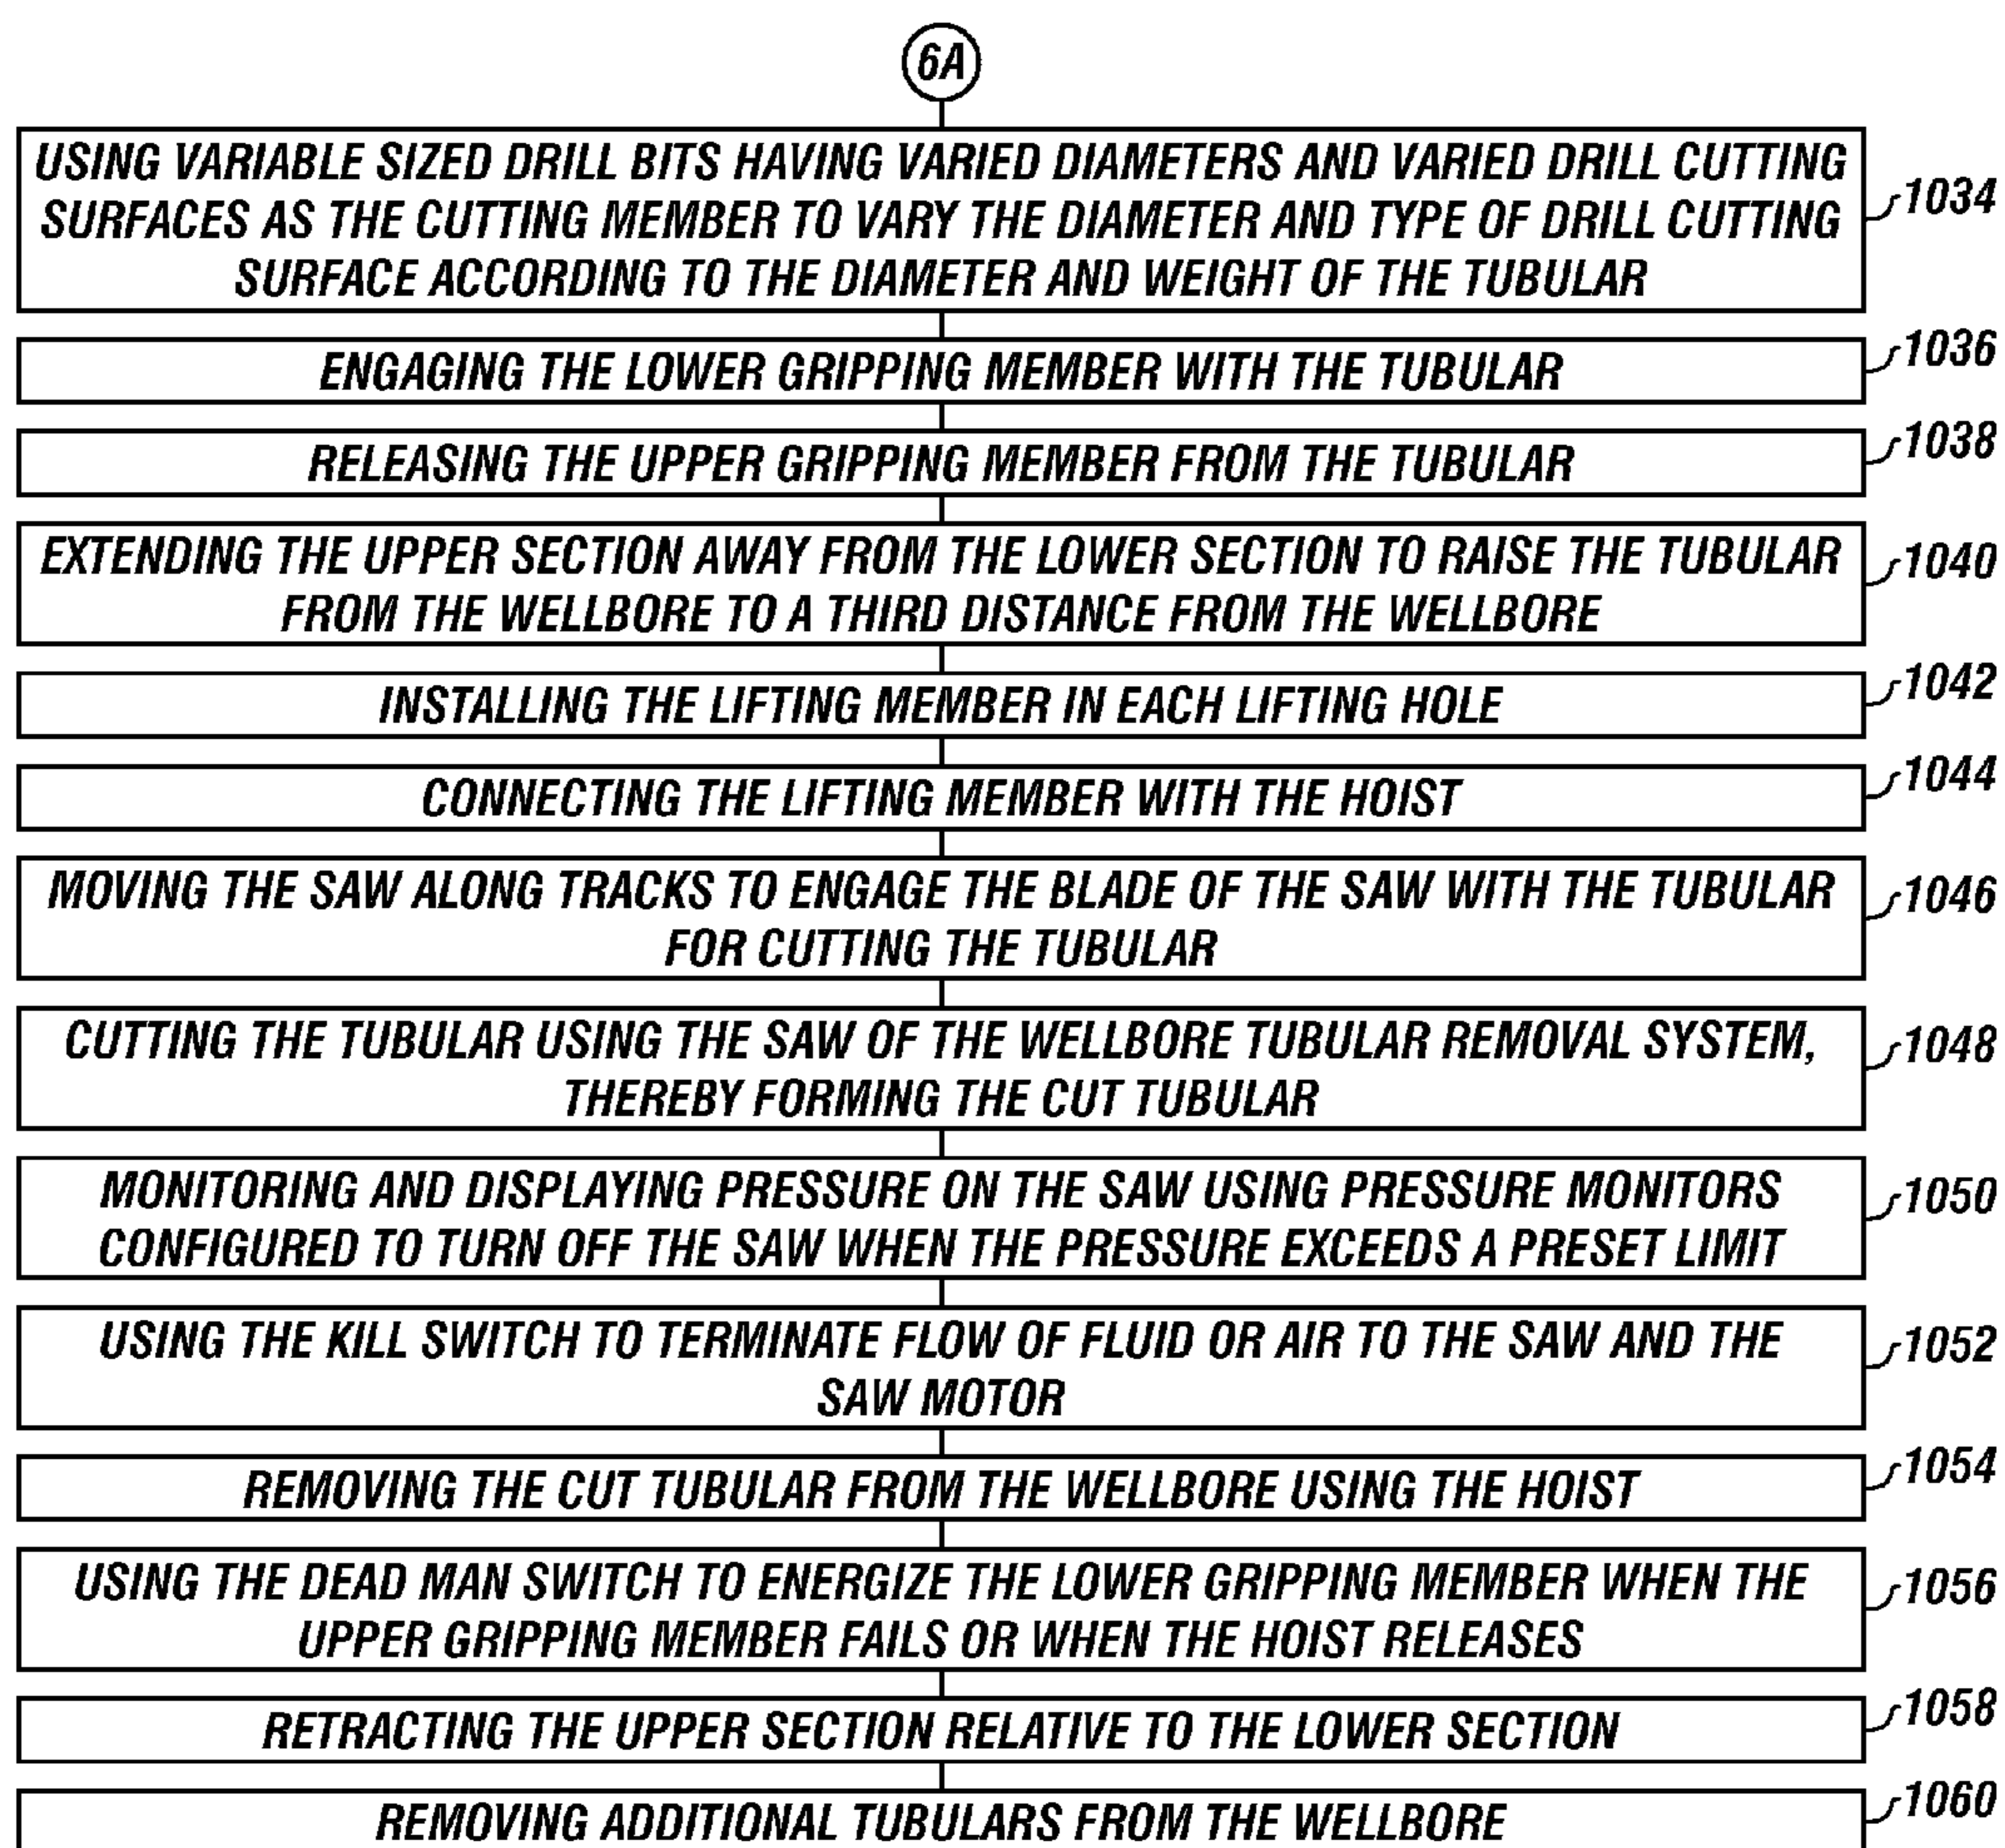 6A
USING VARIABLE SIZED DRILL BITS HAVING VARIED DIAMETERS AND VARIED DRILL CUTTING
SURFACES AS THE CUTTING MEMBER TO VARY THE DIAMETER AND TYPE OF DRILL CUTTING
SURFACE ACCORDING TO THE DIAMETER AND WEIGHT OF THE TUBULAR
1034
ENGAGING THE LOWER GRIPPING MEMBER WITH THE TUBULAR
1036
RELEASING THE UPPER GRIPPING MEMBER FROM THE TUBULAR
1038
EXTENDING THE UPPER SECTION AWAY FROM THE LOWER SECTION TO RAISE THE TUBULAR
FROM THE WELLBORE TO A THIRD DISTANCE FROM THE WELLBORE
1040
INSTALLING THE LIFTING MEMBER IN EACH LIFTING HOLE
1042
CONNECTING THE LIFTING MEMBER WITH THE HOIST
1044
MOVING THE SAW ALONG TRACKS TO ENGAGE THE BLADE OF THE SAW WITH THE TUBULAR
FOR CUTTING THE TUBULAR
1046
CUTTING THE TUBULAR USING THE SAW OF THE WELLBORE TUBULAR REMOVAL SYSTEM,
THEREBY FORMING THE CUT TUBULAR
1048
MONITORING AND DISPLAYING PRESSURE ON THE SAW USING PRESSURE MONITORS
CONFIGURED TO TURN OFF THE SAW WHEN THE PRESSURE EXCEEDS A PRESET LIMIT
1050
USING THE KILL SWITCH TO TERMINATE FLOW OF FLUID OR AIR TO THE SAW AND THE
SAW MOTOR
1052
REMOVING THE CUT TUBULAR FROM THE WELLBORE USING THE HOIST
1054
USING THE DEAD MAN SWITCH TO ENERGIZE THE LOWER GRIPPING MEMBER WHEN THE
UPPER GRIPPING MEMBER FAILS OR WHEN THE HOIST RELEASES
1056
RETRACTING THE UPPER SECTION RELATIVE TO THE LOWER SECTION
1058
REMOVING ADDITIONAL TUBULARS FROM THE WELLBORE
1060